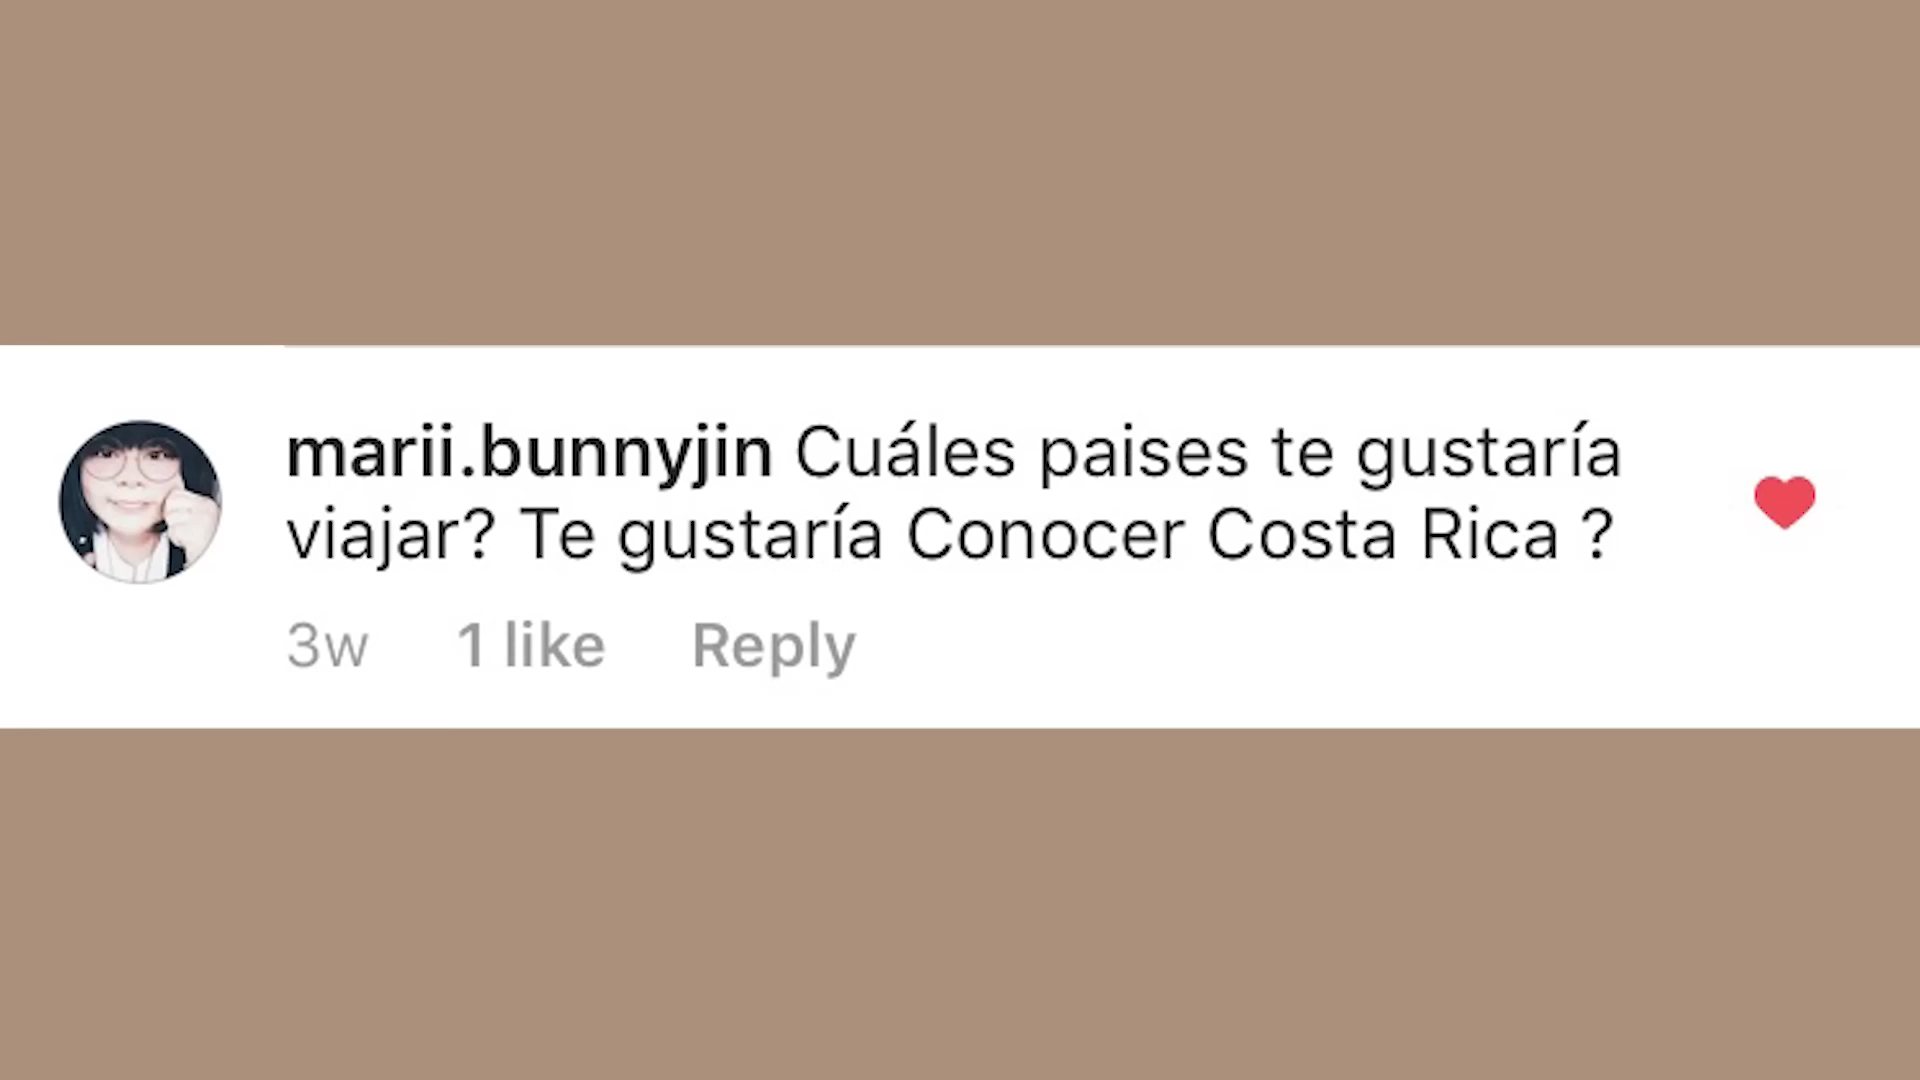 marii.bunnyjin Cuáles paises te gustaría
viajar? Te gustaría Conocer Costa Rica ?
3w 1 like Reply